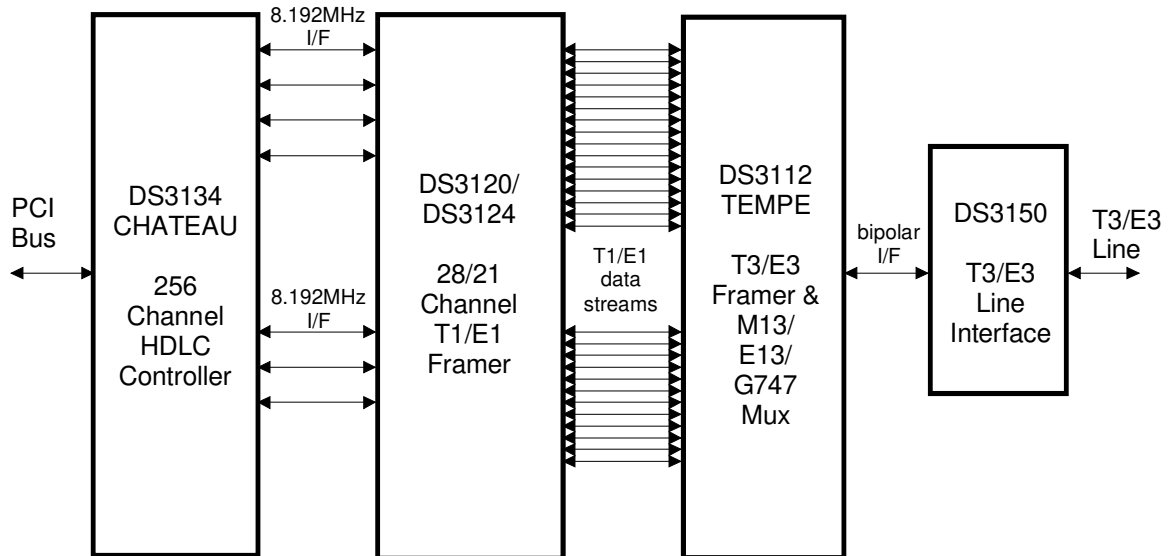 PCI
Bus
DS3134
CHATEAU
256
Channel
HDLC
Controller
8.192MHz
I/F
8.192MHz
I/F
DS3120/
DS3124
28/21
Channel
T1/E1
Framer
T1/E1
data
streams
DS3112
TEMPE
T3/E3
Framer &
M13/
E13/
G747
Mux
bipolar
I/F
DS3150
T3/E3
Line
Interface
T3/E3
Line